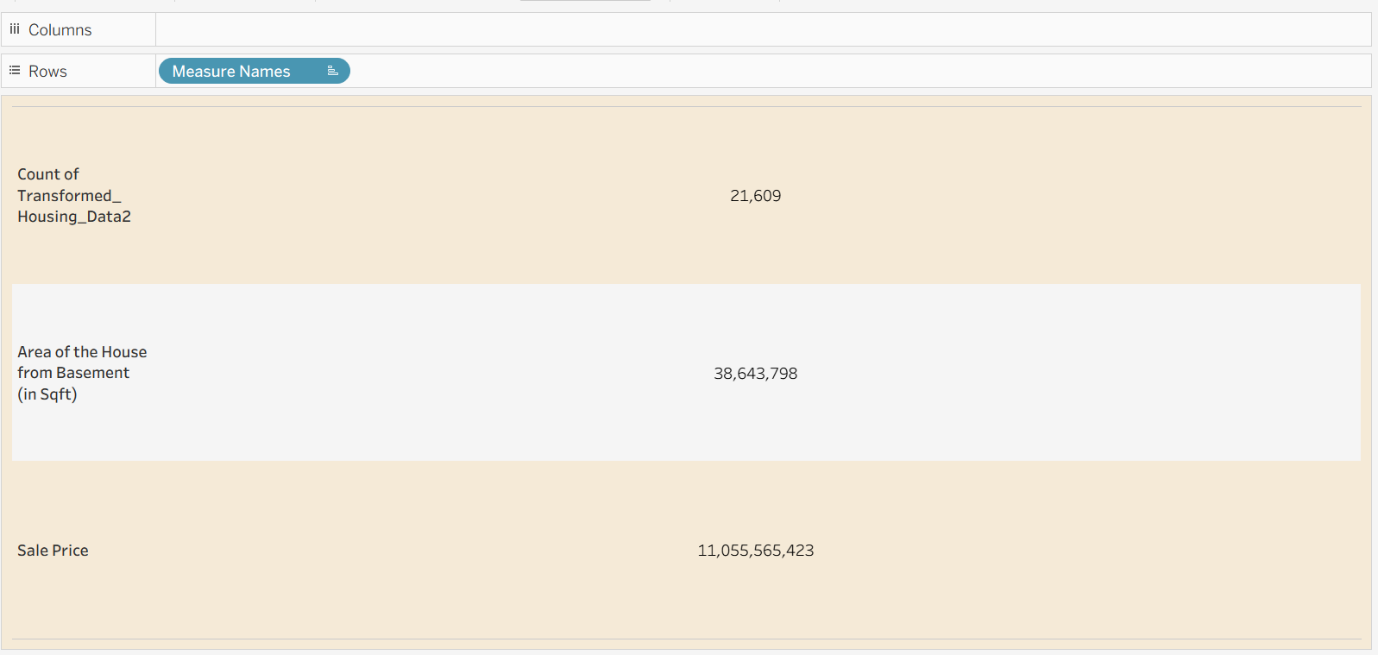 Columns
Rows
Measure Names
Count of
Transformed_
Housing_Data2
21,609
Area of the House
from Basement
(in Sqft)
38,643,798
Sale Price
11,055,565,423